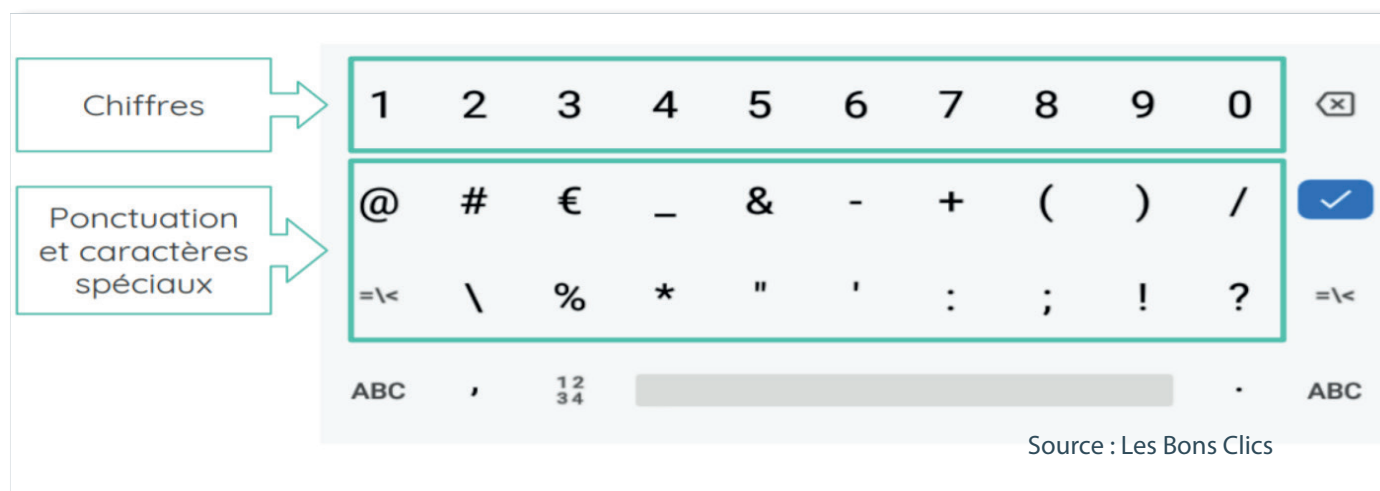 Chiffres
1 2 3 4 5 6 7 8 9 0
Ponctuation
et caractères
spéciaux
@ # € _ & - + ( ) /
=\< \ % * " ' : ; ! ? =\<
ABC , 12 34 . ABC
Source : Les Bons Clics